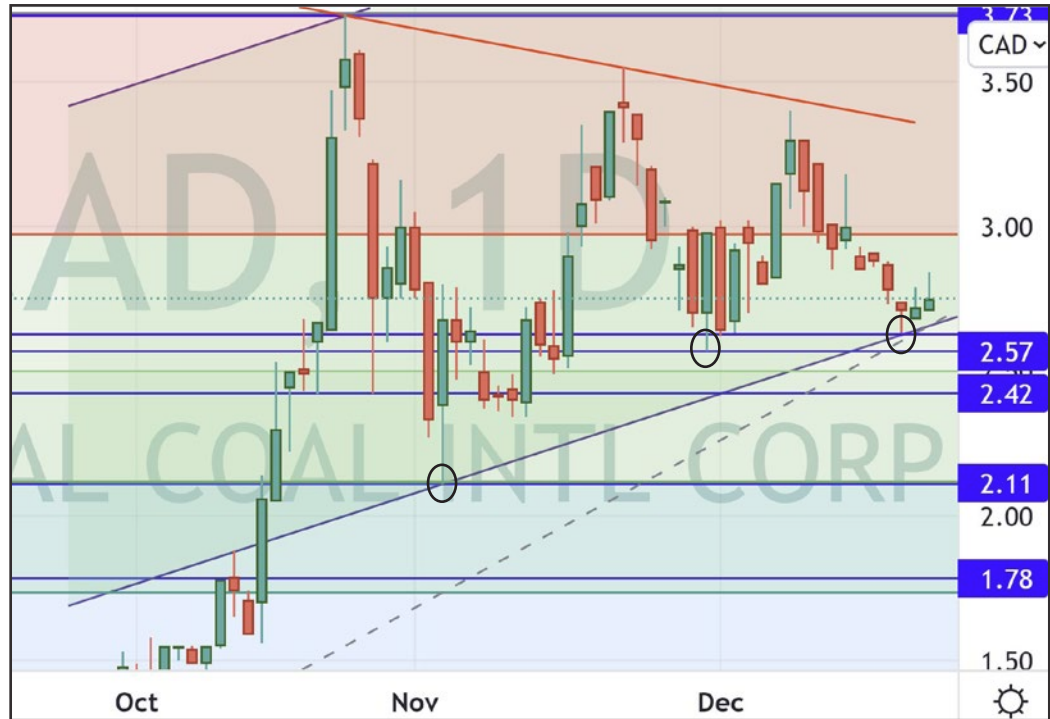 3.73
CAD
3.50
AD, 1D
3.00
2.57
2.42
AL COAL INTL CORP
2.11
2.00
1.78
1.50
Oct Nov Dec